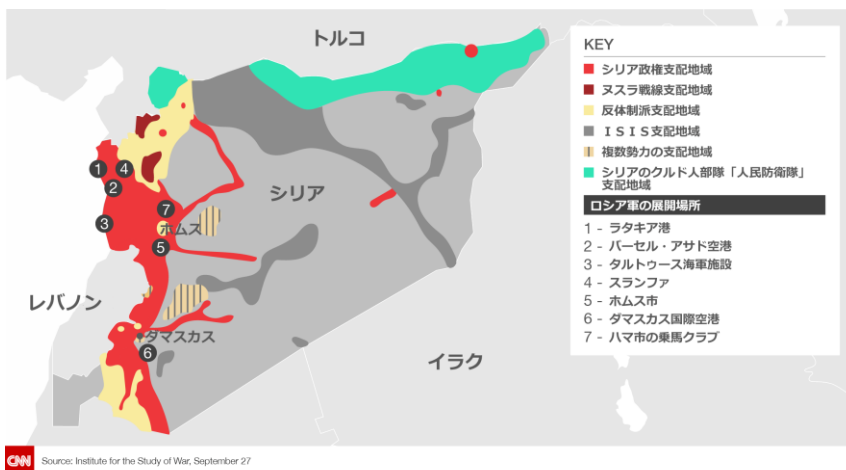 トルコ
シリア
ホムス
レバノン
ダマスカス
イラク
1
2
3
4
5
6
7
KEY
シリア政権支配地域
ヌスラ戦線支配地域
反体制派支配地域
ISIS支配地域
複数勢力の支配地域
シリアのクルド人部隊「人民防衛隊」
支配地域
ロシア軍の展開場所
1 - ラタキア港
2 - バーセル・アサド空港
3 - タルトゥース海軍施設
4 - スランファ
5 - ホムス市
6 - ダマスカス国際空港
7 - ハマ市の乗馬クラブ
CNN Source: Institute for the Study of War, September 27